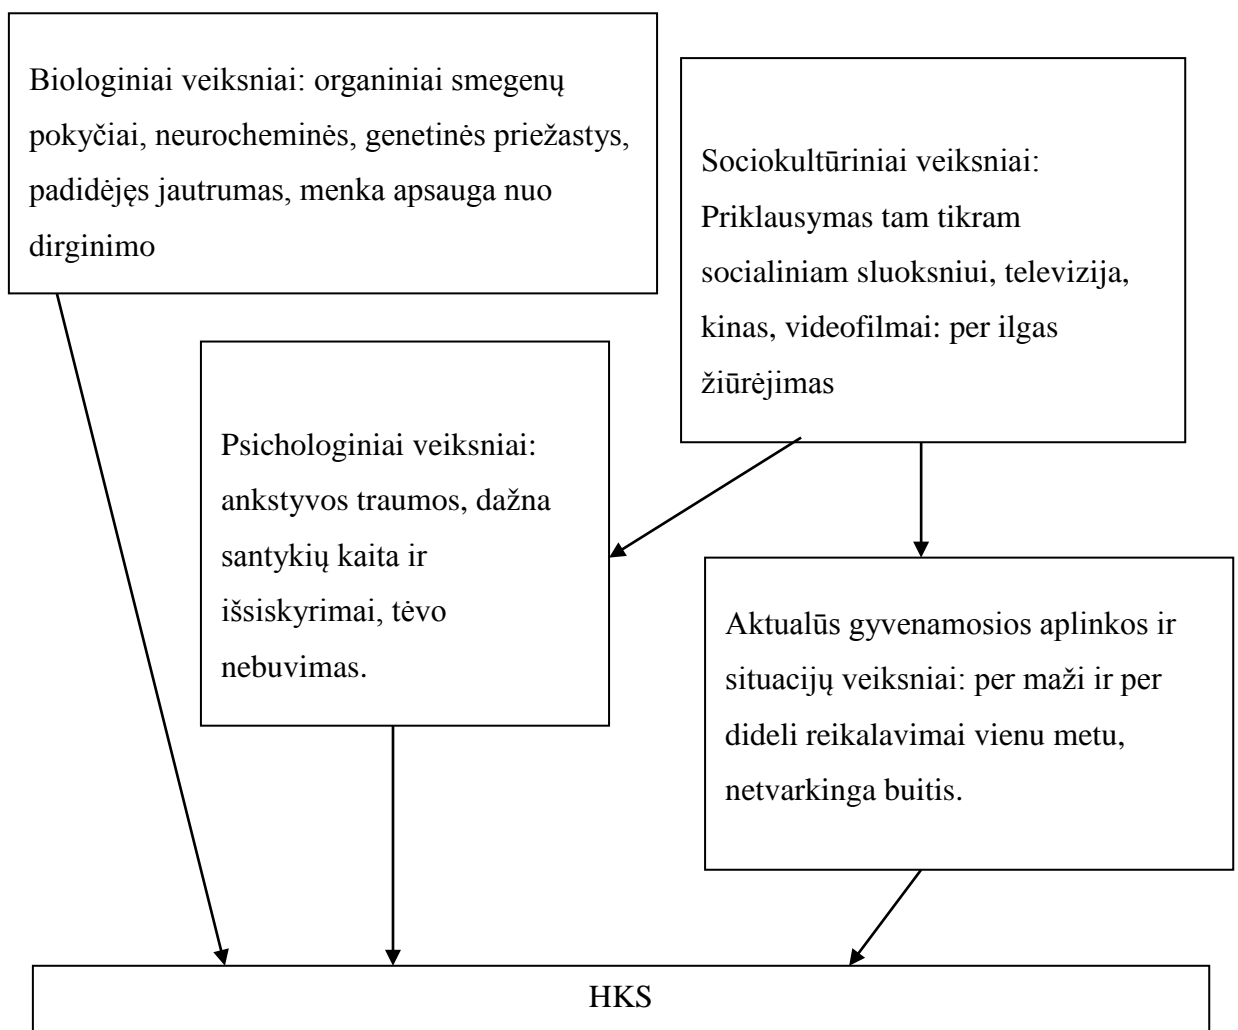 Biologiniai veiksniai: organiniai smegenų
pokyčiai, neurocheminės, genetinės priežastys,
padidėjęs jautrumas, menka apsauga nuo
dirginimo
Sociokultūriniai veiksniai:
Priklausymas tam tikram
socialiniam sluoksniui, televizija,
kinas, videofilmai: per ilgas
žiūrėjimas
Psichologiniai veiksniai:
ankstyvos traumos, dažna
santykių kaita ir
išsiskyrimai, tėvo
nebuvimas.
Aktualūs gyvenamosios aplinkos ir
situacijų veiksniai: per maži ir per
dideli reikalavimai vienu metu,
netvarkinga buitis.
HKS